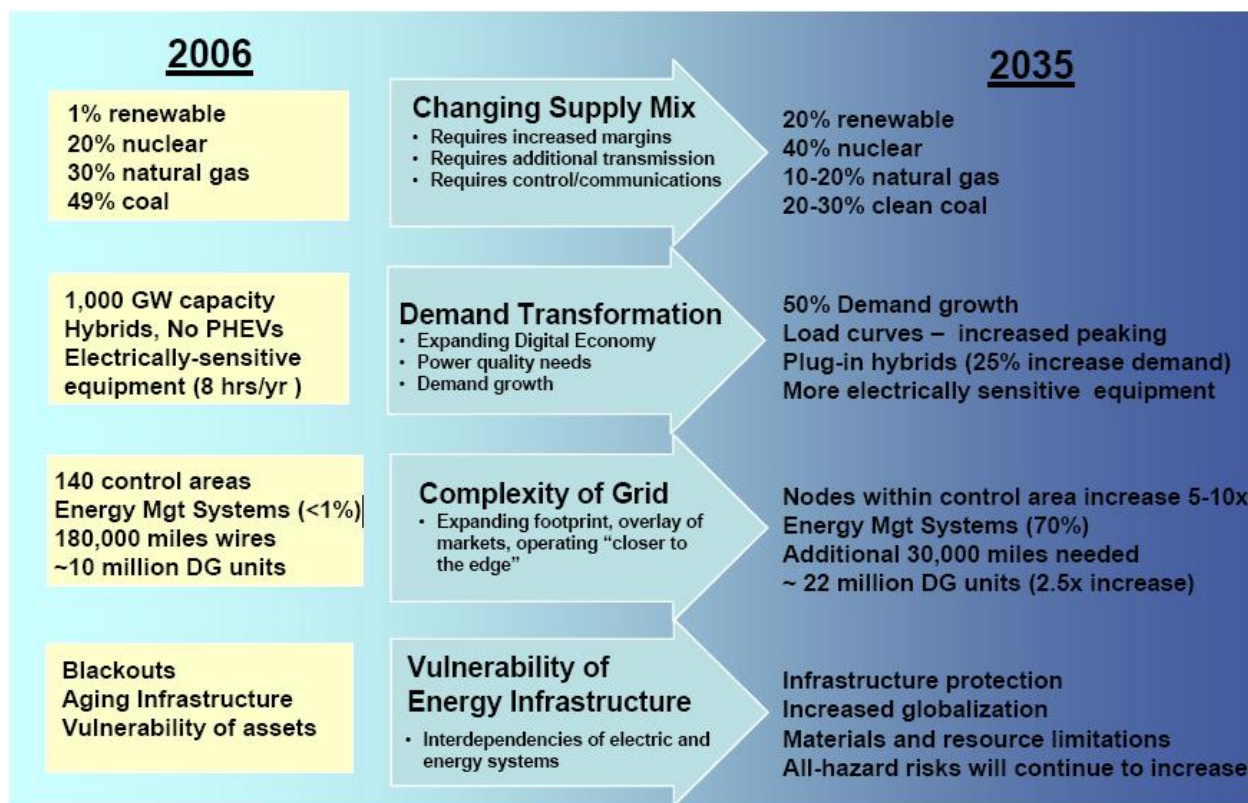 2006
2035
1% renewable
20% nuclear
30% natural gas
49% coal
Changing Supply Mix
• Requires increased margins
• Requires additional transmission
• Requires control/communications
20% renewable
40% nuclear
10-20% natural gas
20-30% clean coal
1,000 GW capacity
Hybrids, No PHEVs
Electrically-sensitive
equipment (8 hrs/yr )
Demand Transformation
• Expanding Digital Economy
• Power quality needs
• Demand growth
50% Demand growth
Load curves – increased peaking
Plug-in hybrids (25% increase demand)
More electrically sensitive equipment
140 control areas
Energy Mgt Systems (<1%)
180,000 miles wires
~10 million DG units
Complexity of Grid
• Expanding footprint, overlay of
markets, operating “closer to
the edge”
Nodes within control area increase 5-10x
Energy Mgt Systems (70%)
Additional 30,000 miles needed
~ 22 million DG units (2.5x increase)
Blackouts
Aging Infrastructure
Vulnerability of assets
Vulnerability of
Energy Infrastructure
• Interdependencies of electric and
energy systems
Infrastructure protection
Increased globalization
Materials and resource limitations
All-hazard risks will continue to increase